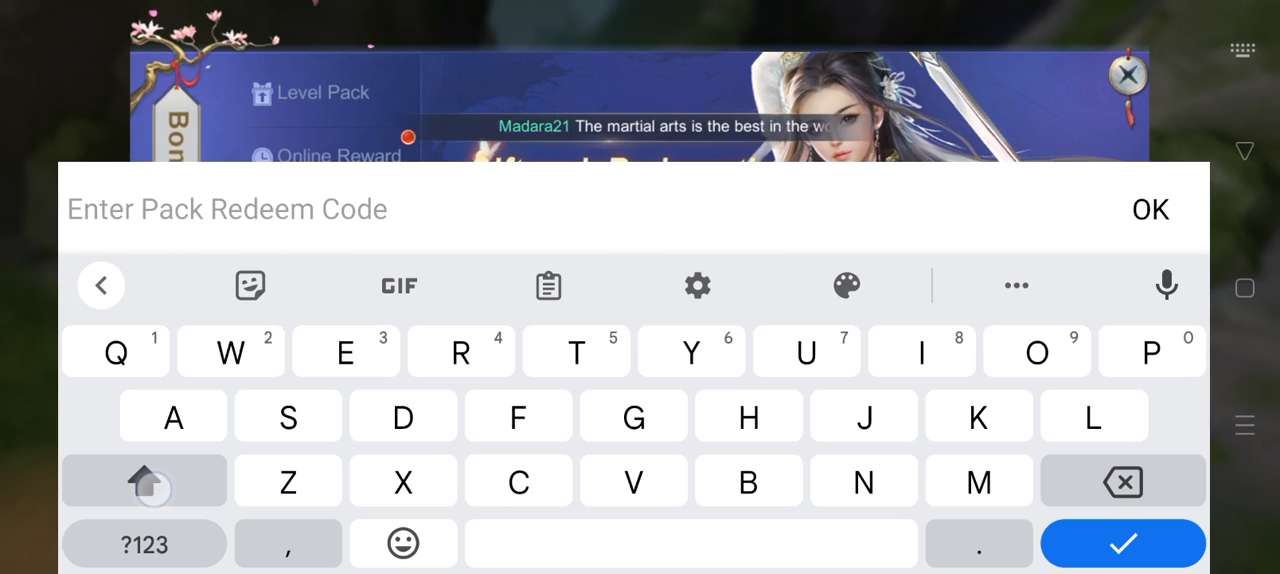 Level Pack
Bon
Madara21 The martial arts is the best in the
Online Reward
Enter Pack Redeem Code
OK
GIF
Q 1 W 2 E 3 R 4 T 5 Y 6 U 7 I 8 O 9 P 0
A S D F G H J K L
Z X C V B N M
?123 , .